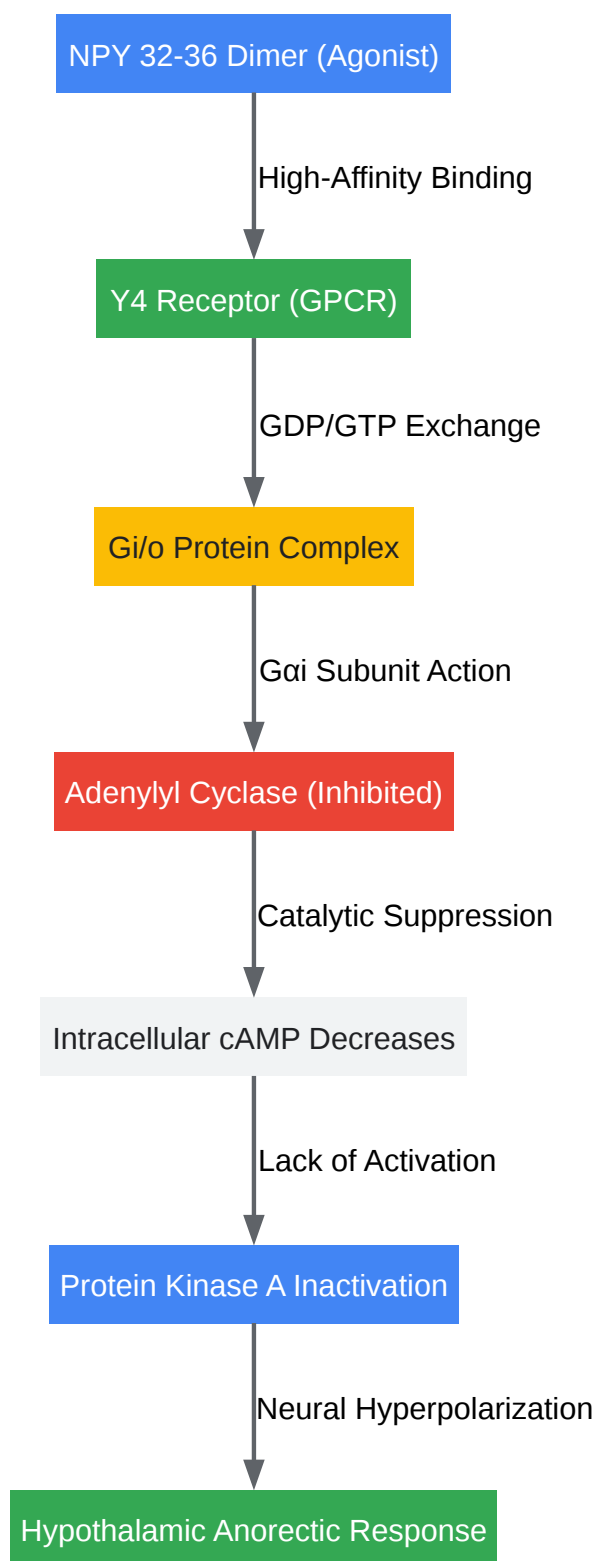 NPY 32-36 Dimer (Agonist)
High-Affinity Binding
Y4 Receptor (GPCR)
GDP/GTP Exchange
Gi/o Protein Complex
Gαi Subunit Action
Adenylyl Cyclase (Inhibited)
Catalytic Suppression
Intracellular cAMP Decreases
Lack of Activation
Protein Kinase A Inactivation
Neural Hyperpolarization
Hypothalamic Anorectic Response